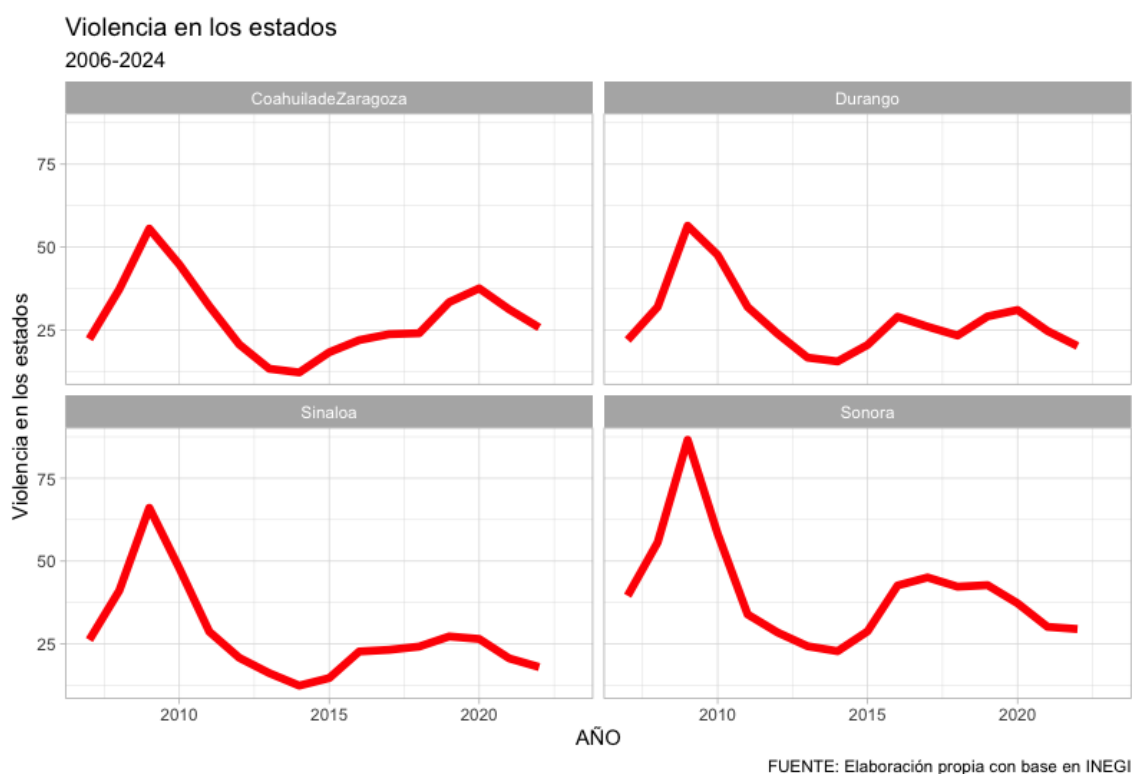 Violencia en los estados
2006-2024
CoahuiladeZaragoza
Durango
75
50
25
Violencia en los estados
Sinaloa
Sonora
75
50
25
2010 2015 2020
2010 2015 2020
AÑO
FUENTE: Elaboración propia con base en INEGI